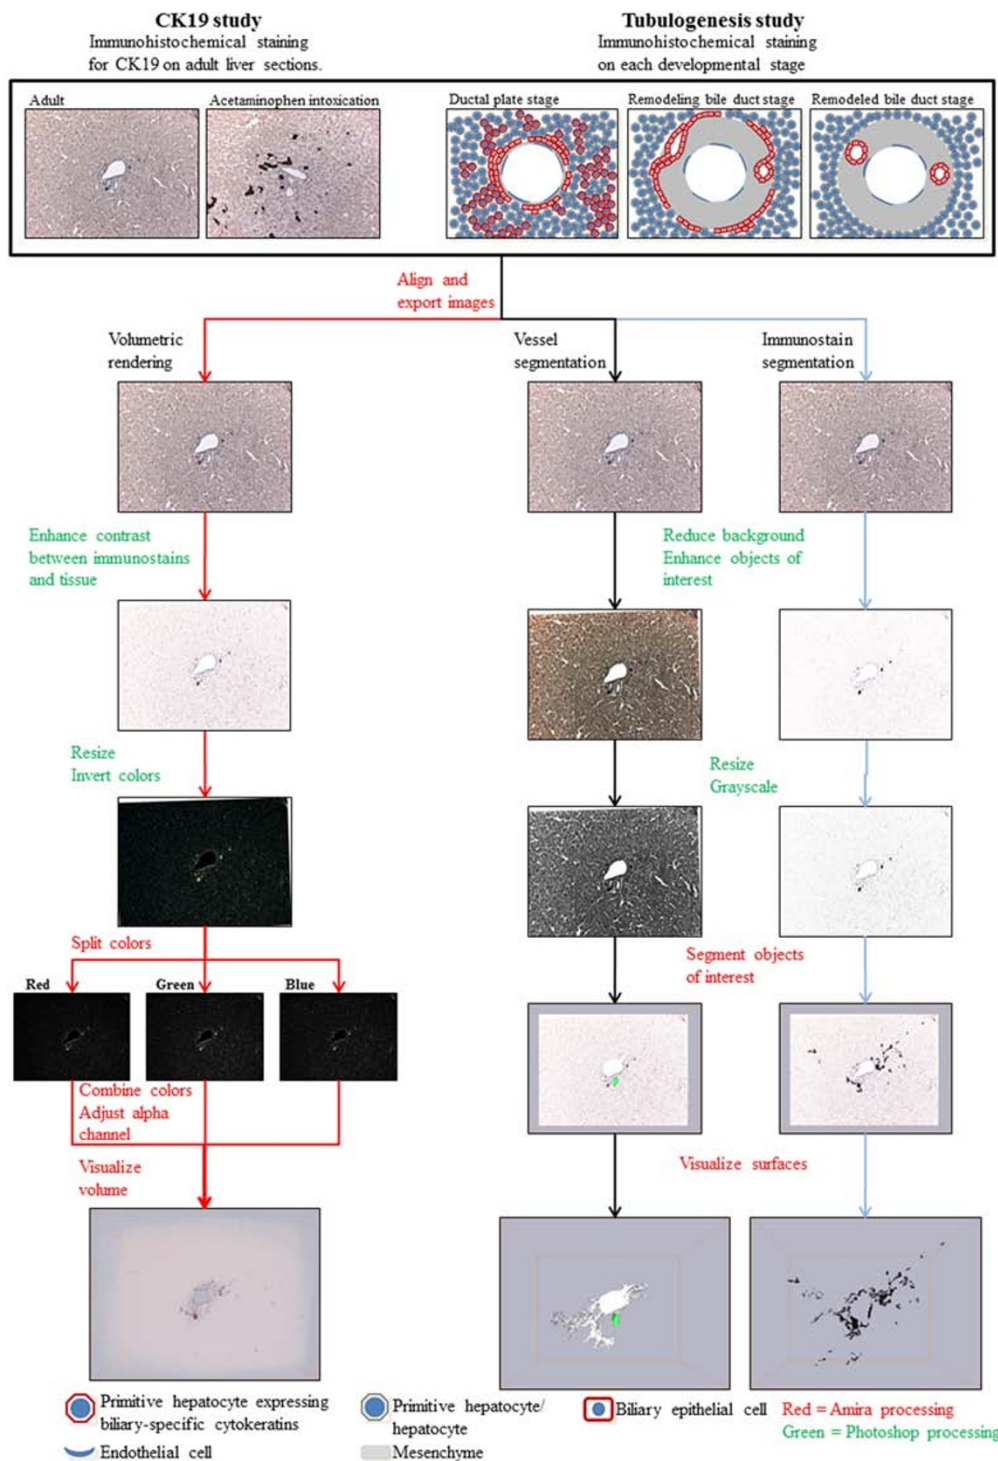 CK19 study
Immunohistochemical staining
for CK19 on adult liver sections.
Tubulogenesis study
Immunohistochemical staining
on each developmental stage
Adult
Acetaminophen intoxication
Ductal plate stage
Remodeling bile duct stage
Remodeled bile duct stage
Align and
export images
Volumetric
rendering
Vessel
segmentation
Immunostain
segmentation
Enhance contrast
between immunostains
and tissue
Reduce background
Enhance objects of
interest
Resize
Invert colors
Resize
Grayscale
Split colors
Segment objects
of interest
Red
Green
Blue
Combine colors
Adjust alpha
channel
Visualize
volume
Visualize surfaces
Primitive hepatocyte expressing
biliary-specific cytokeratins
Primitive hepatocyte/
hepatocyte
Biliary epithelial cell
Red = Amira processing
Green = Photoshop processing
Endothelial cell
Mesenchyme